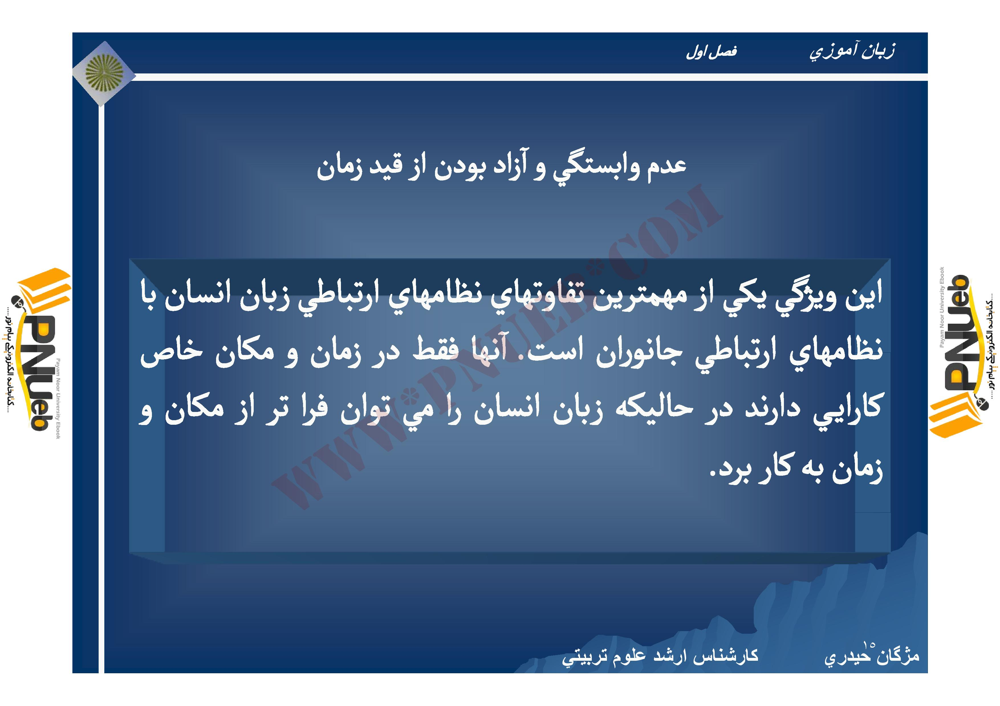 زبان آموزي    فصل اول
عدم وابستگي و آزاد بودن از قيد زمان
اين ويژگي يكي از مهمترين تفاوتهاي نظامهاي ارتباطي زبان انسان با
نظامهاي ارتباطي جانوران است. آنها فقط در زمان و مكان خاص
كارايي دارند در حاليكه زبان انسان را مي توان فرا تر از مكان و
زمان به كار برد.
WWW*PNUEB*COM
مژگان حيدري    كارشناس ارشد علوم تربيتي
١٥
PNUeb
Payam Noor University Ebook
....كتابخانه الكترونيكي پيام نور.....
PNUeb
Payam Noor University Ebook
....كتابخانه الكترونيكي پيام نور.....